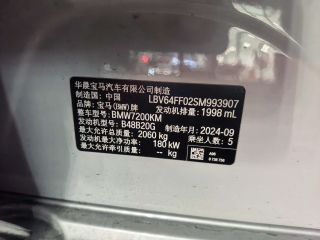 华晨宝马汽车有限公司制造
制造国：中国 LBV64FF02SM993907
品牌：宝马(BMW)牌 发动机排量：1998 mL
整车型号：BMW7200KM
发动机型号：B48B20G 制造年月：2024-09
最大允许总质量：2060 kg 乘坐人数：5
发动机最大净功率：180 kW
最大允许牵引质量：-- kg